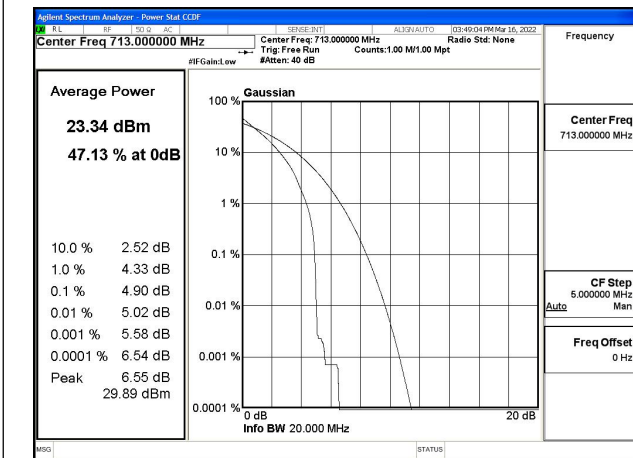 Agilent Spectrum Analyzer - Power Stat CCDF
RL RF 50 Ω AC SENSE:INT ALIGN AUTO 03:49:04 PM Mar 16, 2022
Center Freq 713.000000 MHz
Center Freq: 713.000000 MHz Radio Std: None
Trig: Free Run Counts:1.00 M/1.00 Mpt
#IFGain:Low #Atten: 40 dB
Frequency
Average Power
23.34 dBm
47.13 % at 0dB
10.0 % 2.52 dB
1.0 % 4.33 dB
0.1 % 4.90 dB
0.01 % 5.02 dB
0.001 % 5.58 dB
0.0001 % 6.54 dB
Peak 6.55 dB
29.89 dBm
Gaussian
100 %
10 %
1 %
0.1 %
0.01 %
0.001 %
0.0001 %
0 dB 20 dB
Info BW 20.000 MHz
Center Freq
713.000000 MHz
CF Step
5.000000 MHz
Auto Man
Freq Offset
0 Hz
MSG STATUS